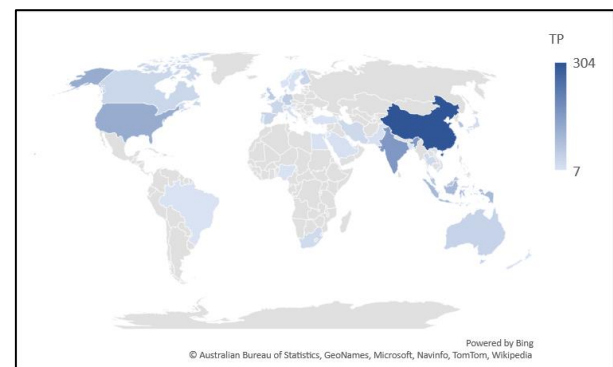 TP
304
7
Powered by Bing
© Australian Bureau of Statistics, GeoNames, Microsoft, Navinfo, TomTom, Wikipedia